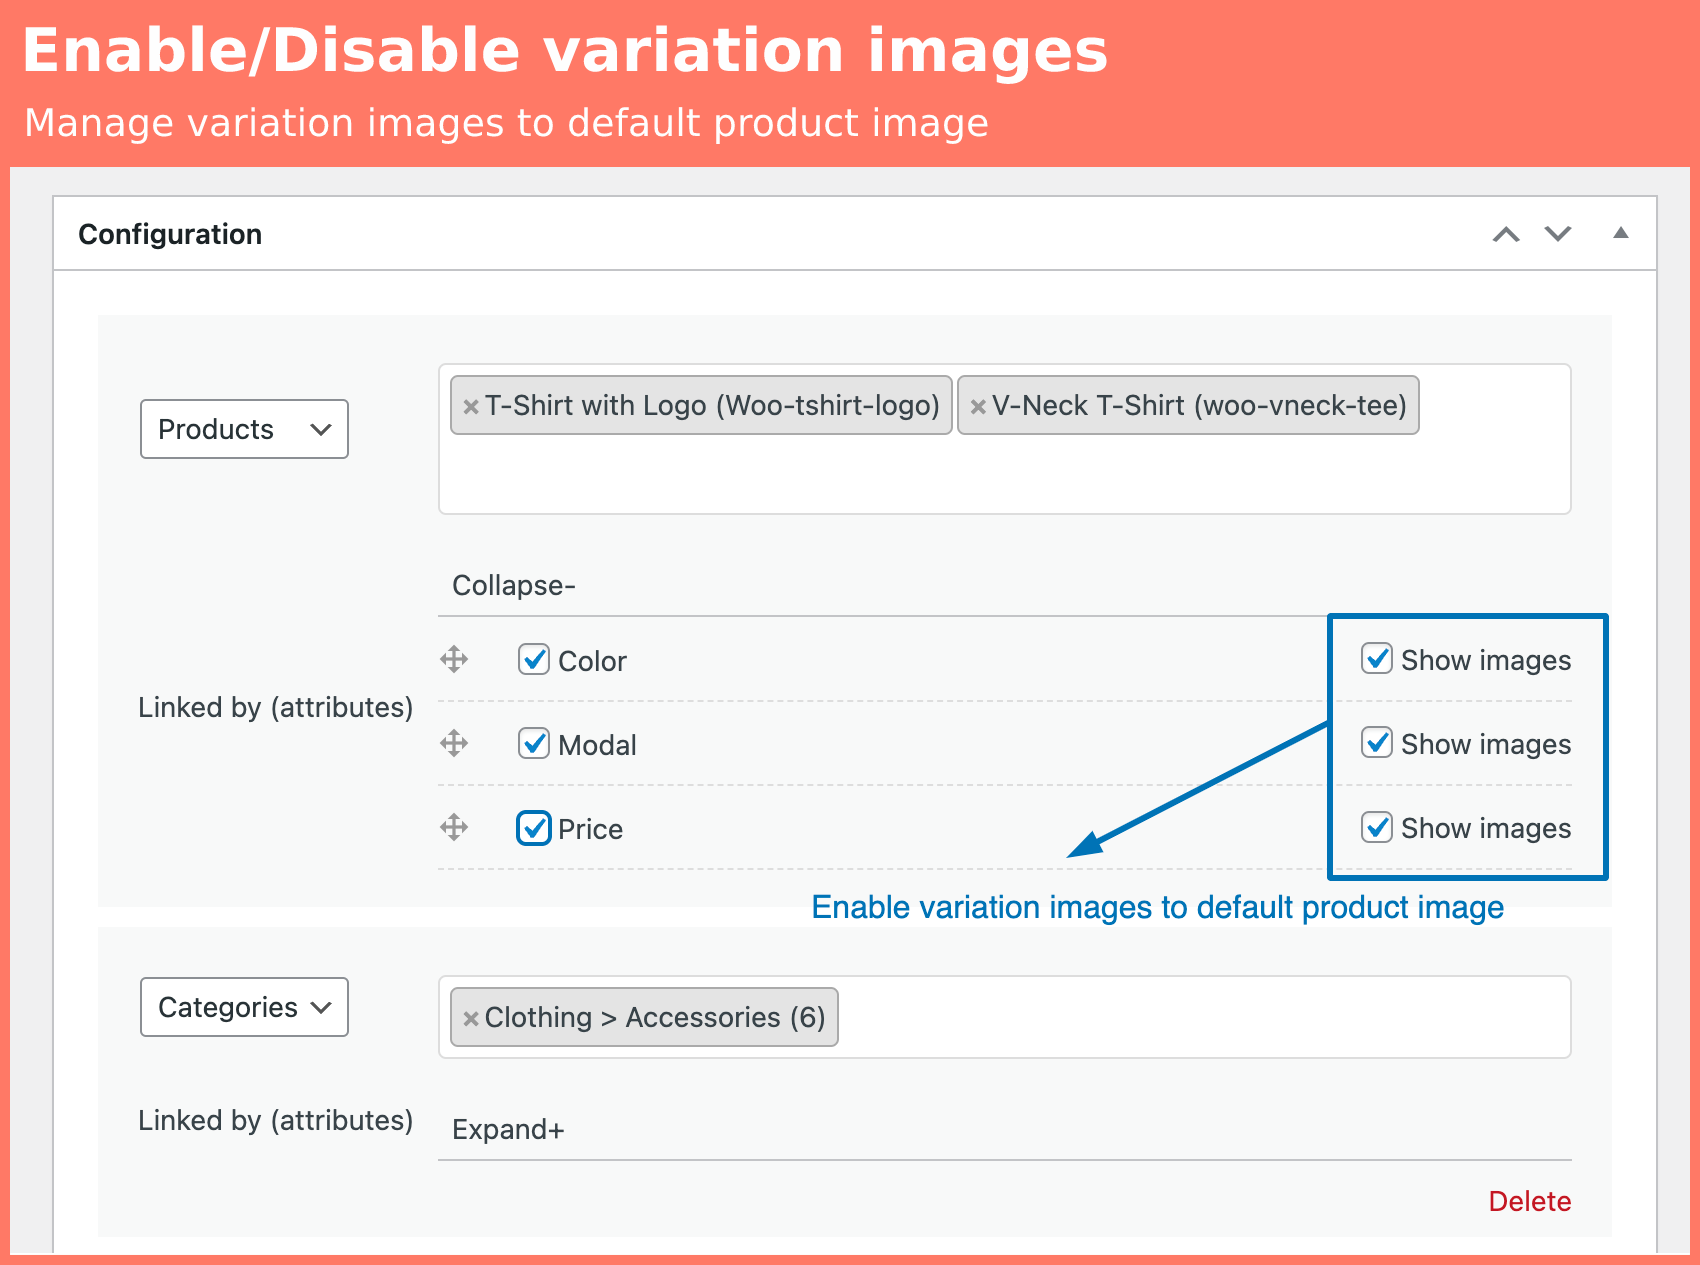 Enable/Disable variation images
Manage variation images to default product image
Configuration
Products
×T-Shirt with Logo (Woo-tshirt-logo) ×V-Neck T-Shirt (woo-vneck-tee)
Collapse-
Linked by (attributes)
Color Show images
Modal Show images
Price Show images
Enable variation images to default product image
Categories
×Clothing > Accessories (6)
Linked by (attributes)
Expand+
Delete